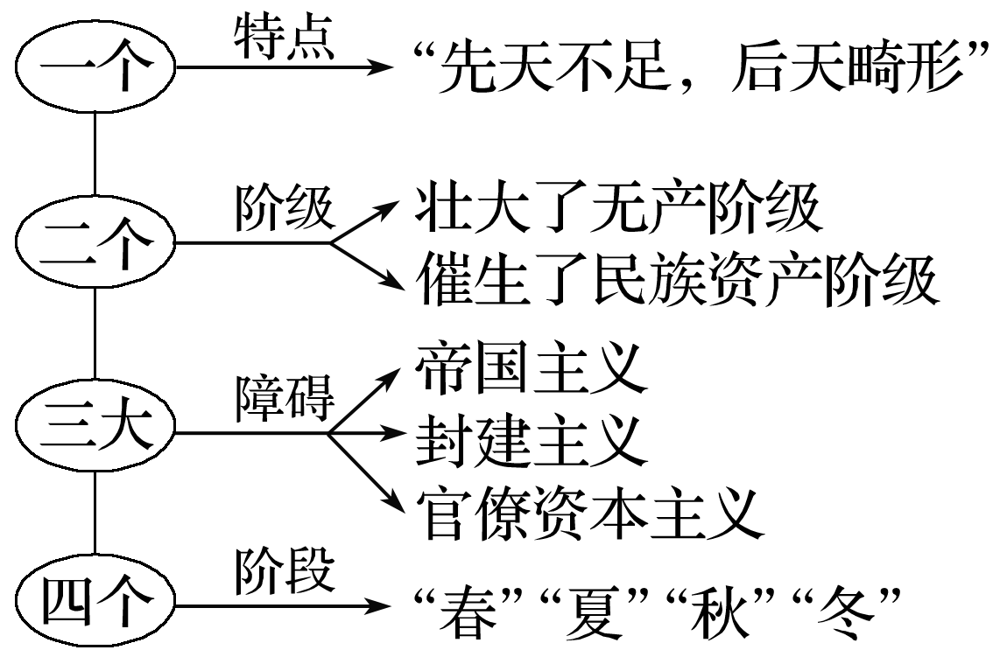 一个 特点 “先天不足，后天畸形”
二个 阶级 壮大了无产阶级
催生了民族资产阶级
三大 障碍 帝国主义
封建主义
官僚资本主义
四个 阶段 “春”“夏”“秋”“冬”